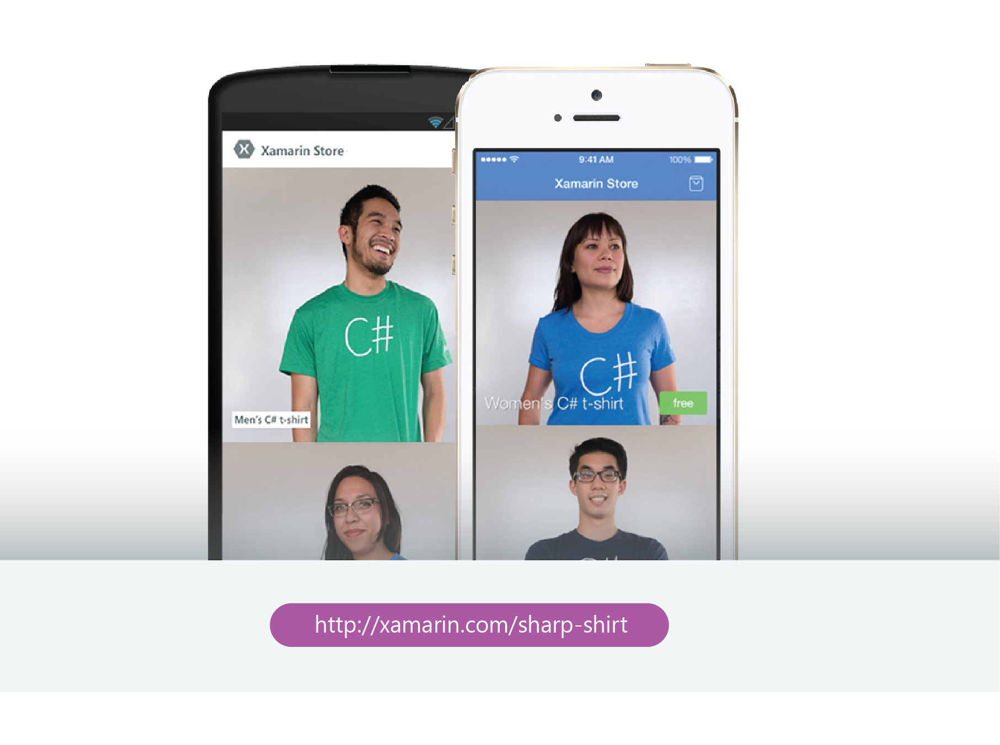 Xamarin Store
C#
Men's C# t-shirt
9:41 AM
100%
Xamarin Store
C#
Women's C# t-shirt
free
http://xamarin.com/sharp-shirt